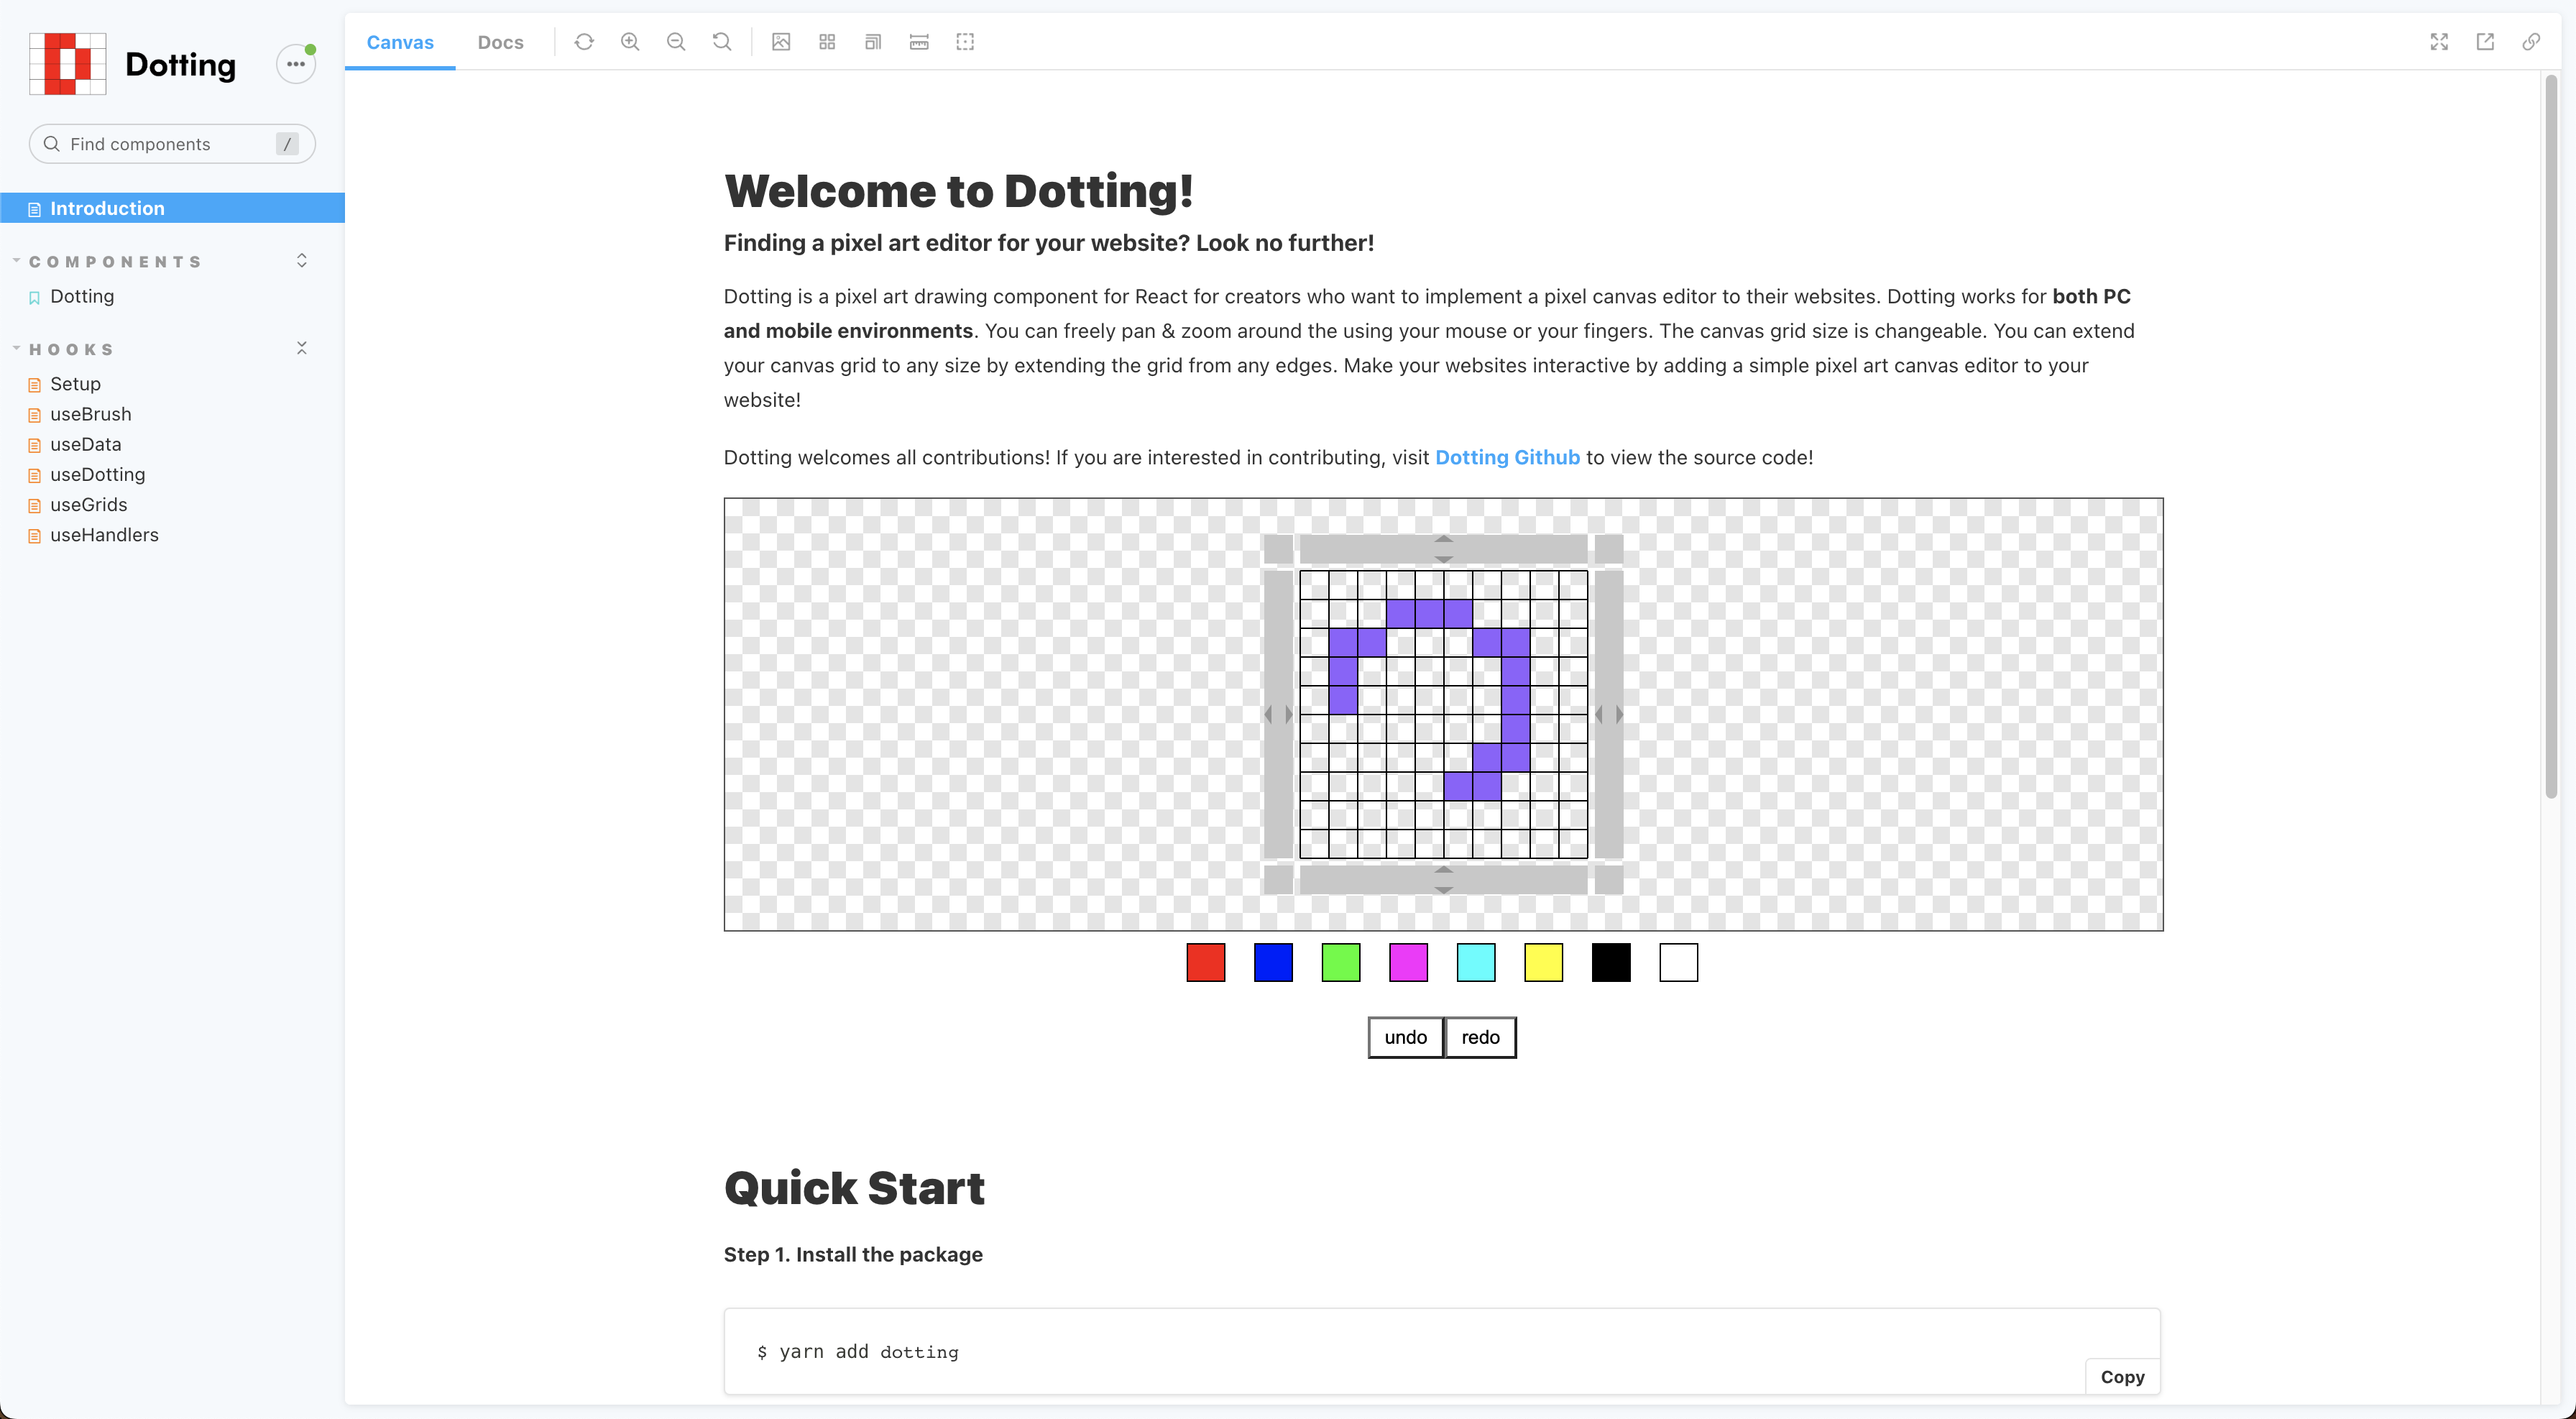 Dotting
Find components
/
Introduction
COMPONENTS
Dotting
HOOKS
Setup
useBrush
useData
useDotting
useGrids
useHandlers
Canvas
Docs
Welcome to Dotting!
Finding a pixel art editor for your website? Look no further!
Dotting is a pixel art drawing component for React for creators who want to implement a pixel canvas editor to their websites. Dotting works for both PC
and mobile environments. You can freely pan & zoom around the using your mouse or your fingers. The canvas grid size is changeable. You can extend
your canvas grid to any size by extending the grid from any edges. Make your websites interactive by adding a simple pixel art canvas editor to your
website!
Dotting welcomes all contributions! If you are interested in contributing, visit Dotting Github to view the source code!
undo
redo
Quick Start
Step 1. Install the package
$ yarn add dotting
Copy